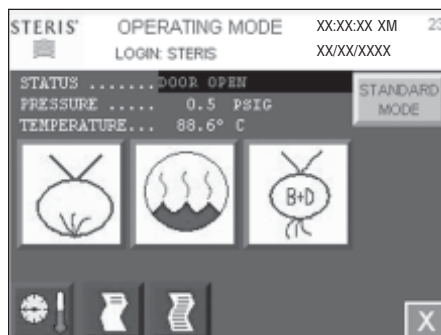 STERIS® OPERATING MODE XX:XX:XX XM 23
LOGIN: STERIS XX/XX/XXXX
STATUS .......DOOR OPEN
PRESSURE ..... 0.5 PSIG
TEMPERATURE... 88.6° C
STANDARD
MODE
B+D
X